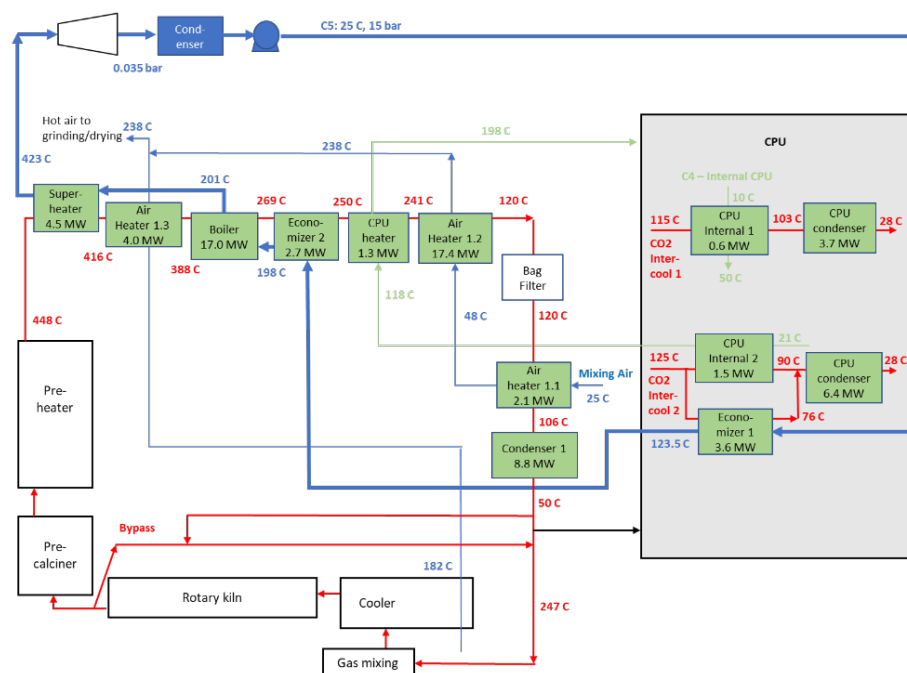 C5: 25 C, 15 bar
Cond-
enser
0.035 bar
Hot air to
grinding/drying
238 C
238 C
198 C
423 C
201 C
Super-
heater
4.5 MW
Air
Heater 1.3
4.0 MW
Boiler
17.0 MW
269 C
Econo-
mizer 2
2.7 MW
250 C
CPU
heater
1.3 MW
241 C
Air
Heater 1.2
17.4 MW
120 C
416 C
388 C
198 C
118 C
48 C
Bag
Filter
120 C
448 C
Air
heater 1.1
2.1 MW
Mixing Air
25 C
106 C
Condenser 1
8.8 MW
50 C
CPU
C4 – Internal CPU
10 C
115 C
CO2
Inter-
cool 1
CPU
Internal 1
0.6 MW
103 C
CPU
condenser
3.7 MW
28 C
50 C
21 C
125 C
CO2
Inter-
cool 2
CPU
Internal 2
1.5 MW
90 C
CPU
condenser
6.4 MW
28 C
76 C
123.5 C
Econo-
mizer 1
3.6 MW
Pre-
heater
Pre-
calciner
Bypass
Rotary kiln
Cooler
182 C
247 C
Gas mixing